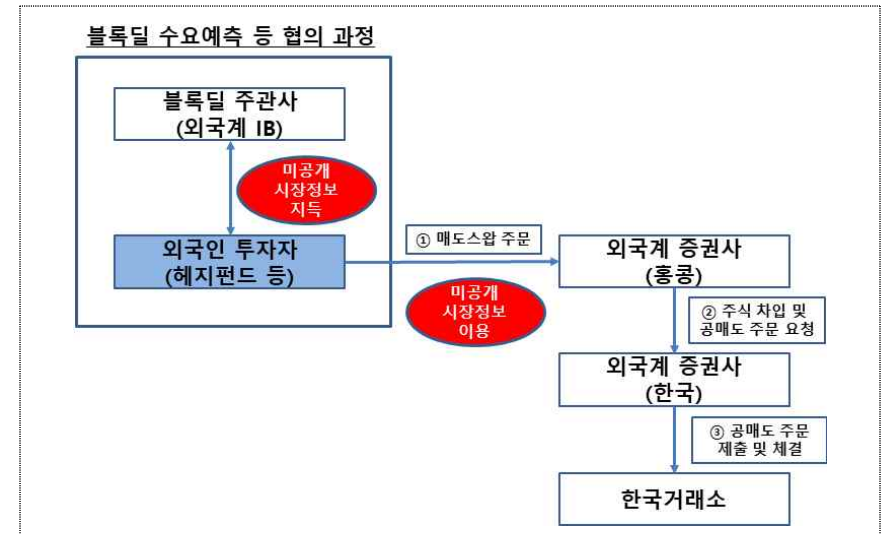 블록딜 수요예측 등 협의 과정
블록딜 주관사
(외국계 IB)
미공개
시장정보
지득
외국인 투자자
(헤지펀드 등)
① 매도스왑 주문
미공개
시장정보
이용
외국계 증권사
(홍콩)
② 주식 차입 및
공매도 주문 요청
외국계 증권사
(한국)
③ 공매도 주문
제출 및 체결
한국거래소